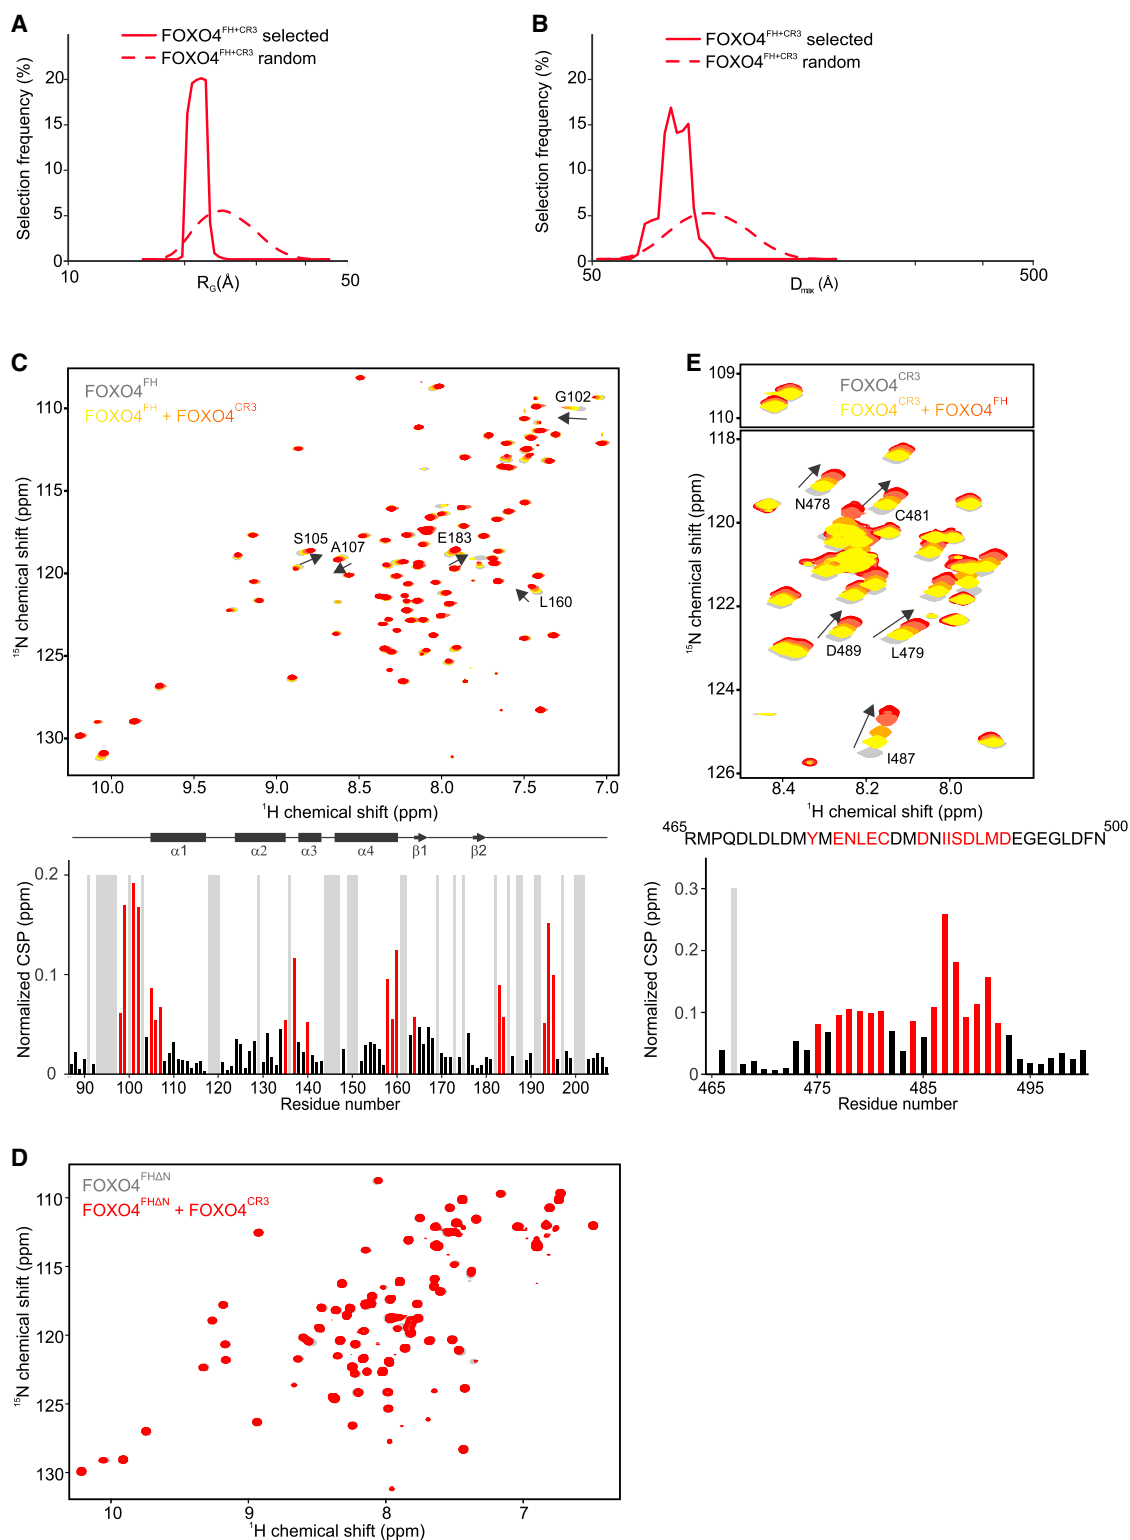 A
FOXO4FH+CR3 selected
FOXO4FH+CR3 random
Selection frequency (%)
20
15
10
5
0
10
50
RG(Å)
B
FOXO4FH+CR3 selected
FOXO4FH+CR3 random
Selection frequency (%)
20
15
10
5
0
50
500
Dmax (Å)
C
FOXO4FH
FOXO4FH + FOXO4CR3
G102
S105
A107
E183
L160
15N chemical shift (ppm)
110
115
120
125
130
10.0 9.5 9.0 8.5 8.0 7.5 7.0
1H chemical shift (ppm)
α1 α2 α3 α4 β1 β2
Normalized CSP (ppm)
0.2
0.1
0
90 100 110 120 130 140 150 160 170 180 190 200
Residue number
D
FOXO4FHΔN
FOXO4FHΔN + FOXO4CR3
15N chemical shift (ppm)
110
115
120
125
130
10 9 8 7
1H chemical shift (ppm)
E
FOXO4CR3
FOXO4CR3 + FOXO4FH
109
110
118
120
122
124
126
N478
C481
D489
L479
I487
15N chemical shift (ppm)
8.4 8.2 8.0
1H chemical shift (ppm)
465RMPQDLDLDMYMENLECDMDNIISDLMDEGEGLDFN500
Normalized CSP (ppm)
0.3
0.2
0.1
0
465 475 485 495
Residue number